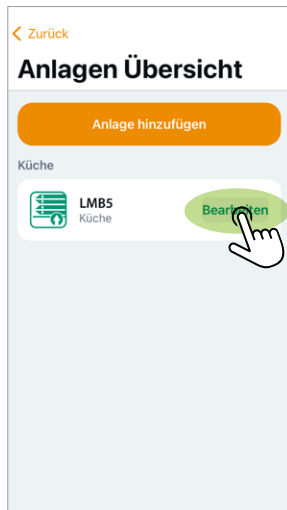 Zurück
Anlagen Übersicht
Anlage hinzufügen
Küche
LMB5
Küche
Bearbeiten